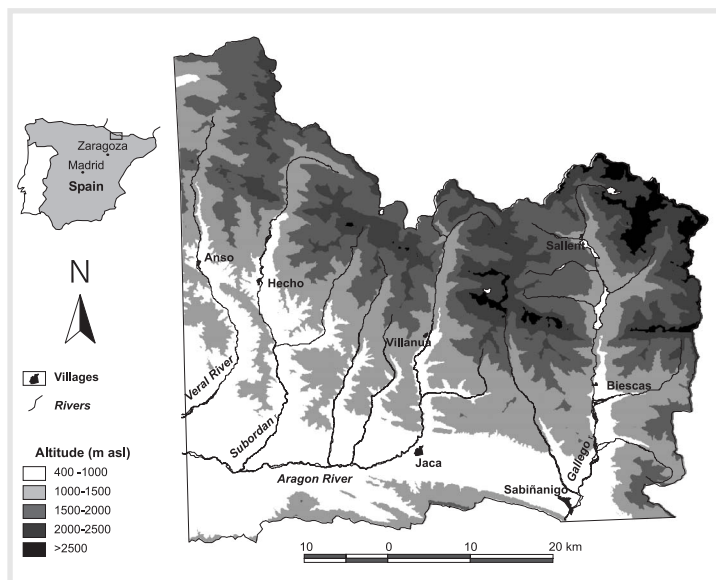 Zaragoza
Madrid
Spain
N
Villages
Rivers
Altitude (m asl)
400 -1000
1000-1500
1500-2000
2000-2500
>2500
Anso
Hecho
Villanua
Sallent
Biescas
Veral River
Subordan
Aragon River
Jaca
Gallego
Sabiñanigo
10 0 10 20 km